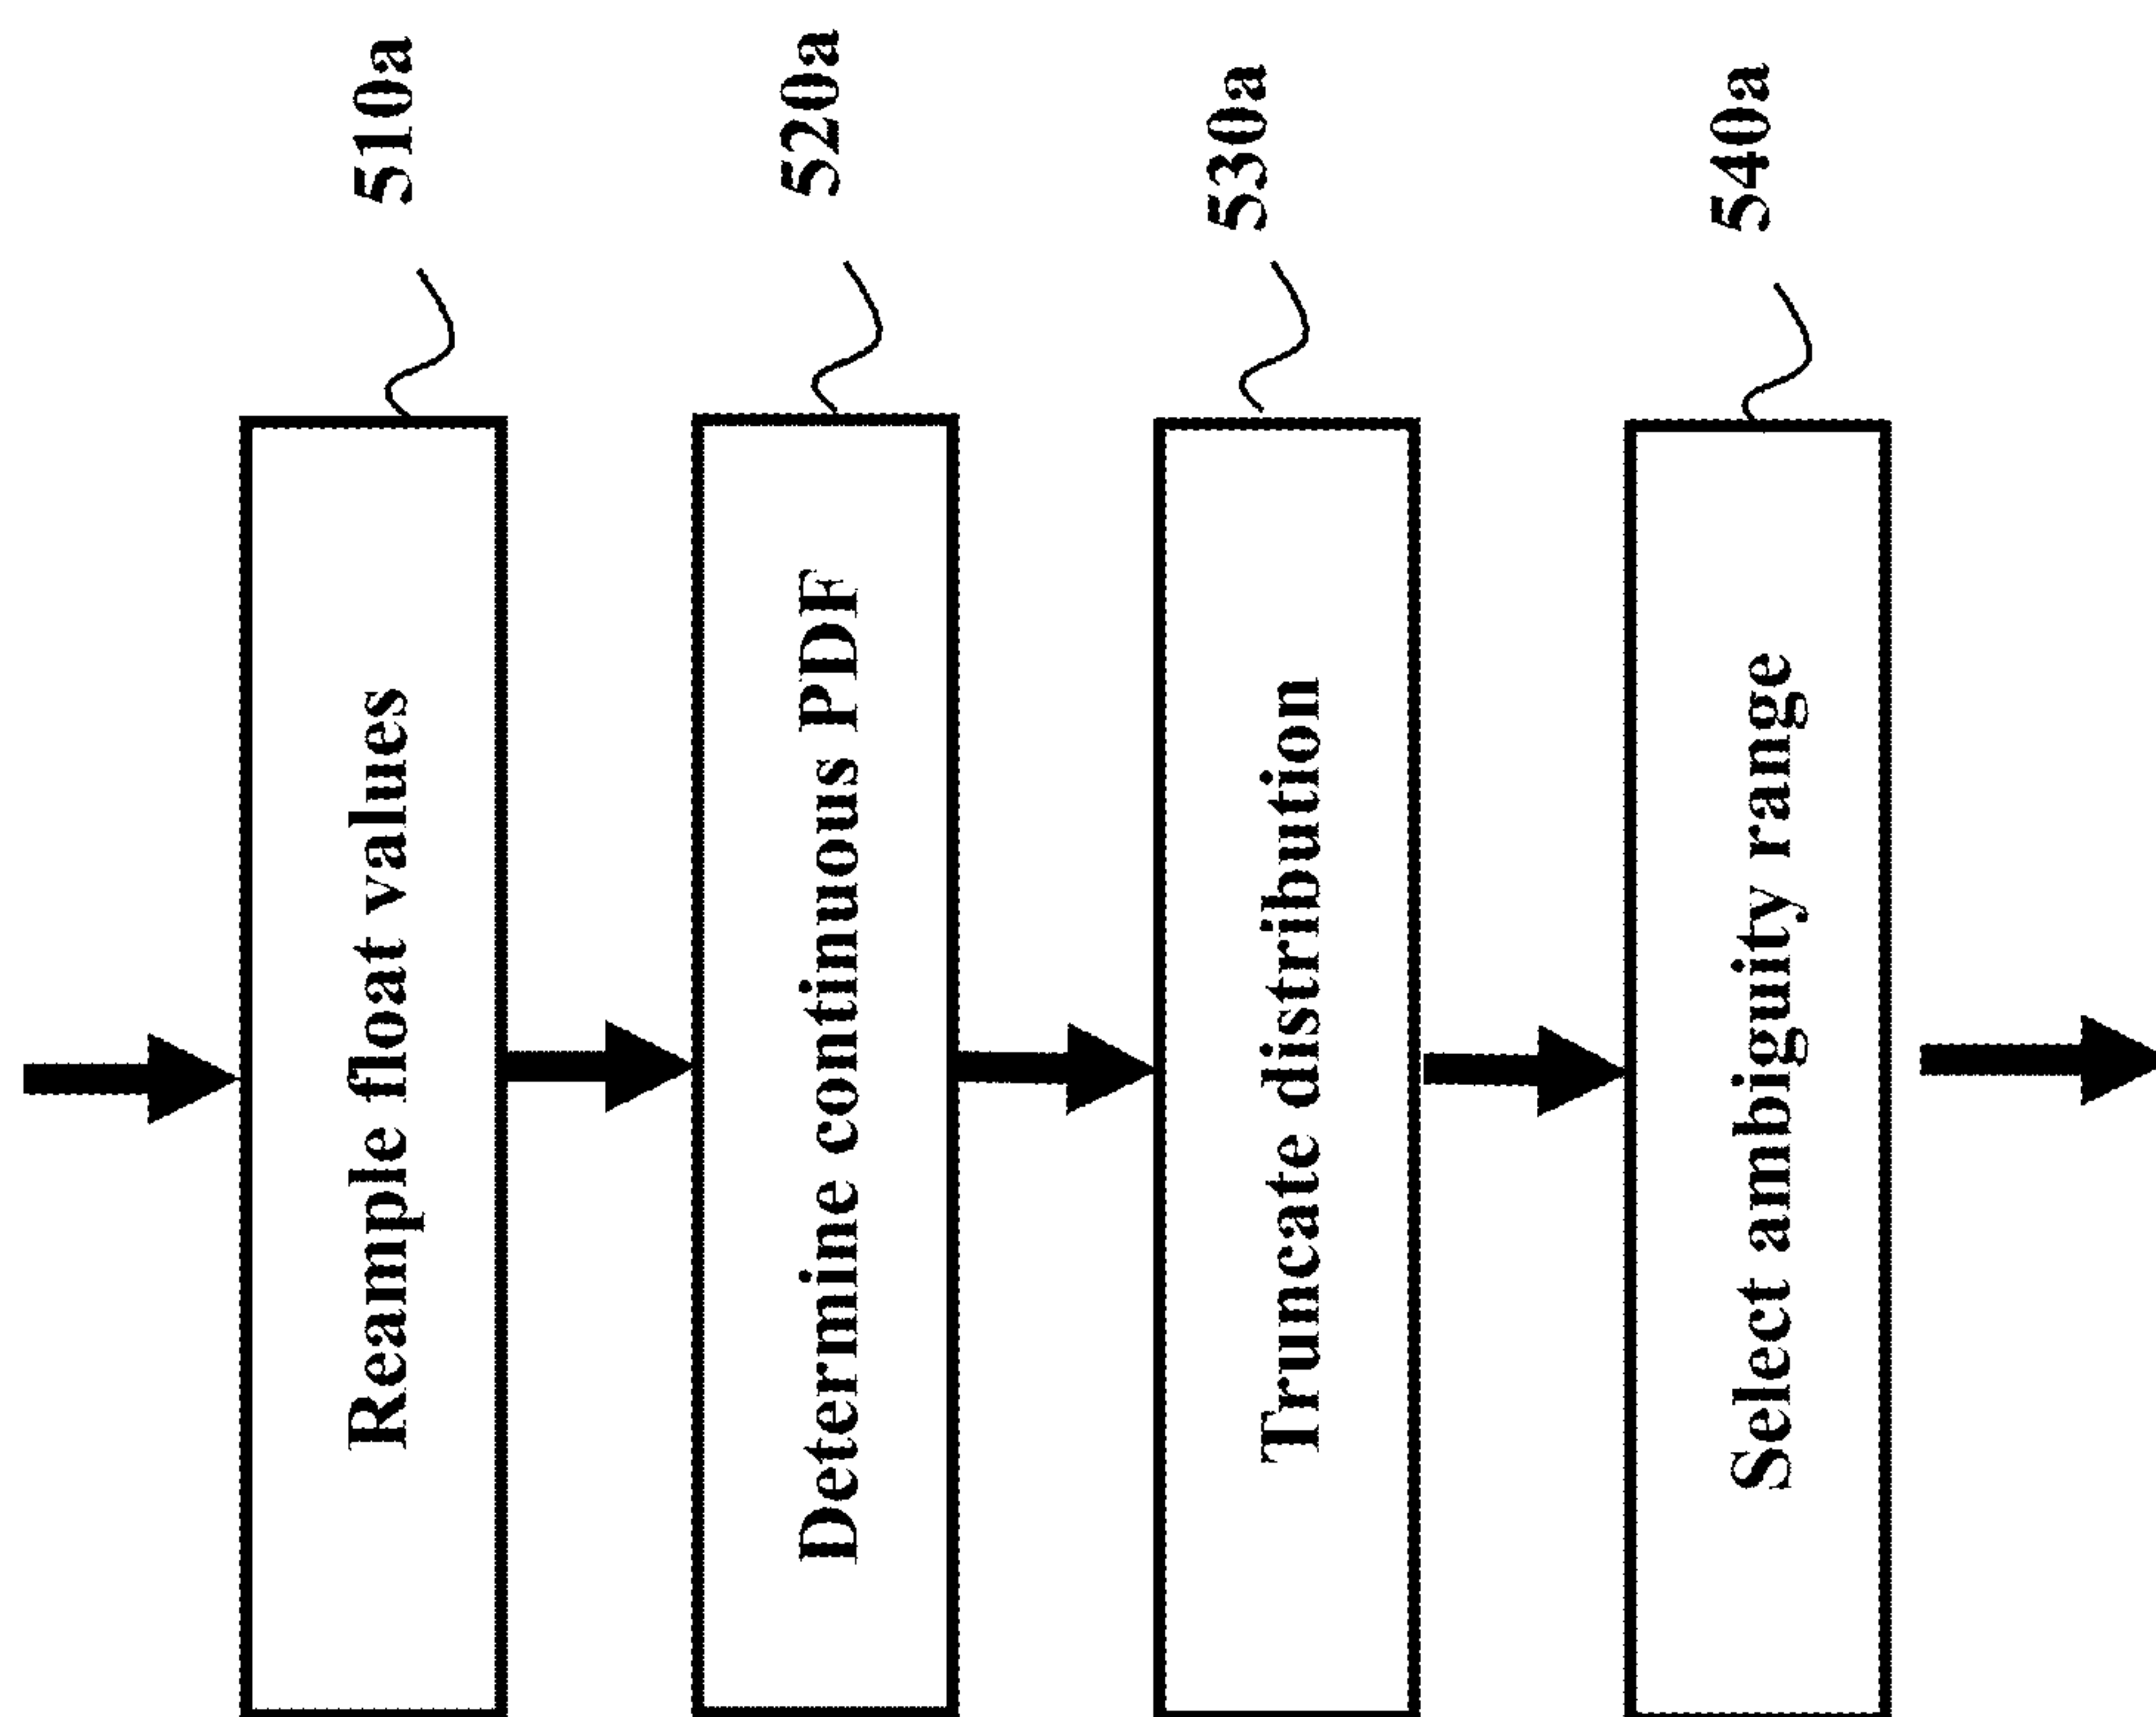 Reample float values
510a
Determine continuous PDF
520a
Truncate distribution
530a
Select ambiguity range
540a